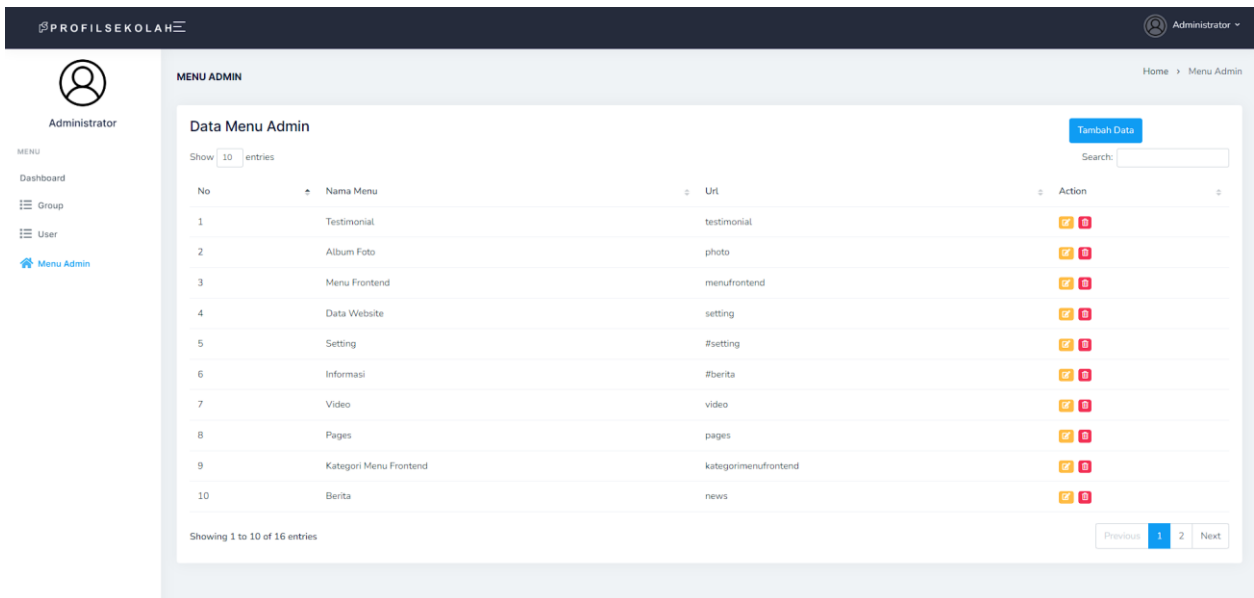 PROFILSEKOLAH
Administrator
Administrator
MENU
Dashboard
Group
User
Menu Admin
MENU ADMIN
Home > Menu Admin
Data Menu Admin
Tambah Data
Show 10 entries
Search:
No Nama Menu Url Action
1 Testimonial testimonial
2 Album Foto photo
3 Menu Frontend menufrontend
4 Data Website setting
5 Setting #setting
6 Informasi #berita
7 Video video
8 Pages pages
9 Kategori Menu Frontend kategorimenufrontend
10 Berita news
Showing 1 to 10 of 16 entries
Previous 1 2 Next